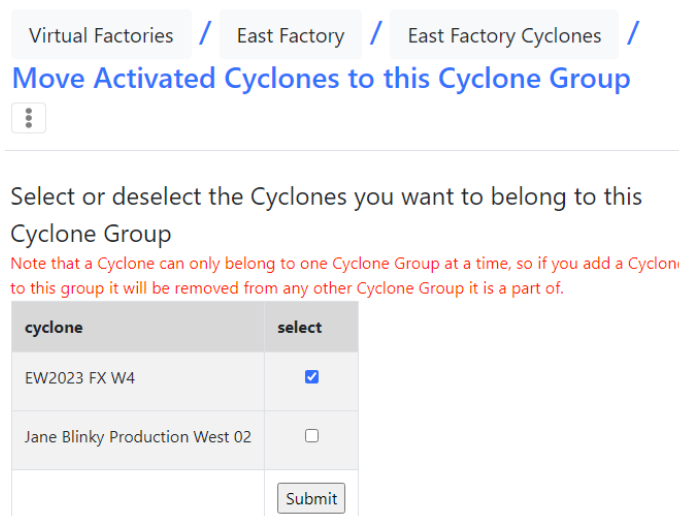 Virtual Factories / East Factory / East Factory Cyclones /
Move Activated Cyclones to this Cyclone Group
Select or deselect the Cyclones you want to belong to this
Cyclone Group
Note that a Cyclone can only belong to one Cyclone Group at a time, so if you add a Cyclone
to this group it will be removed from any other Cyclone Group it is a part of.
cyclone select
EW2023 FX W4
Jane Blinky Production West 02
Submit